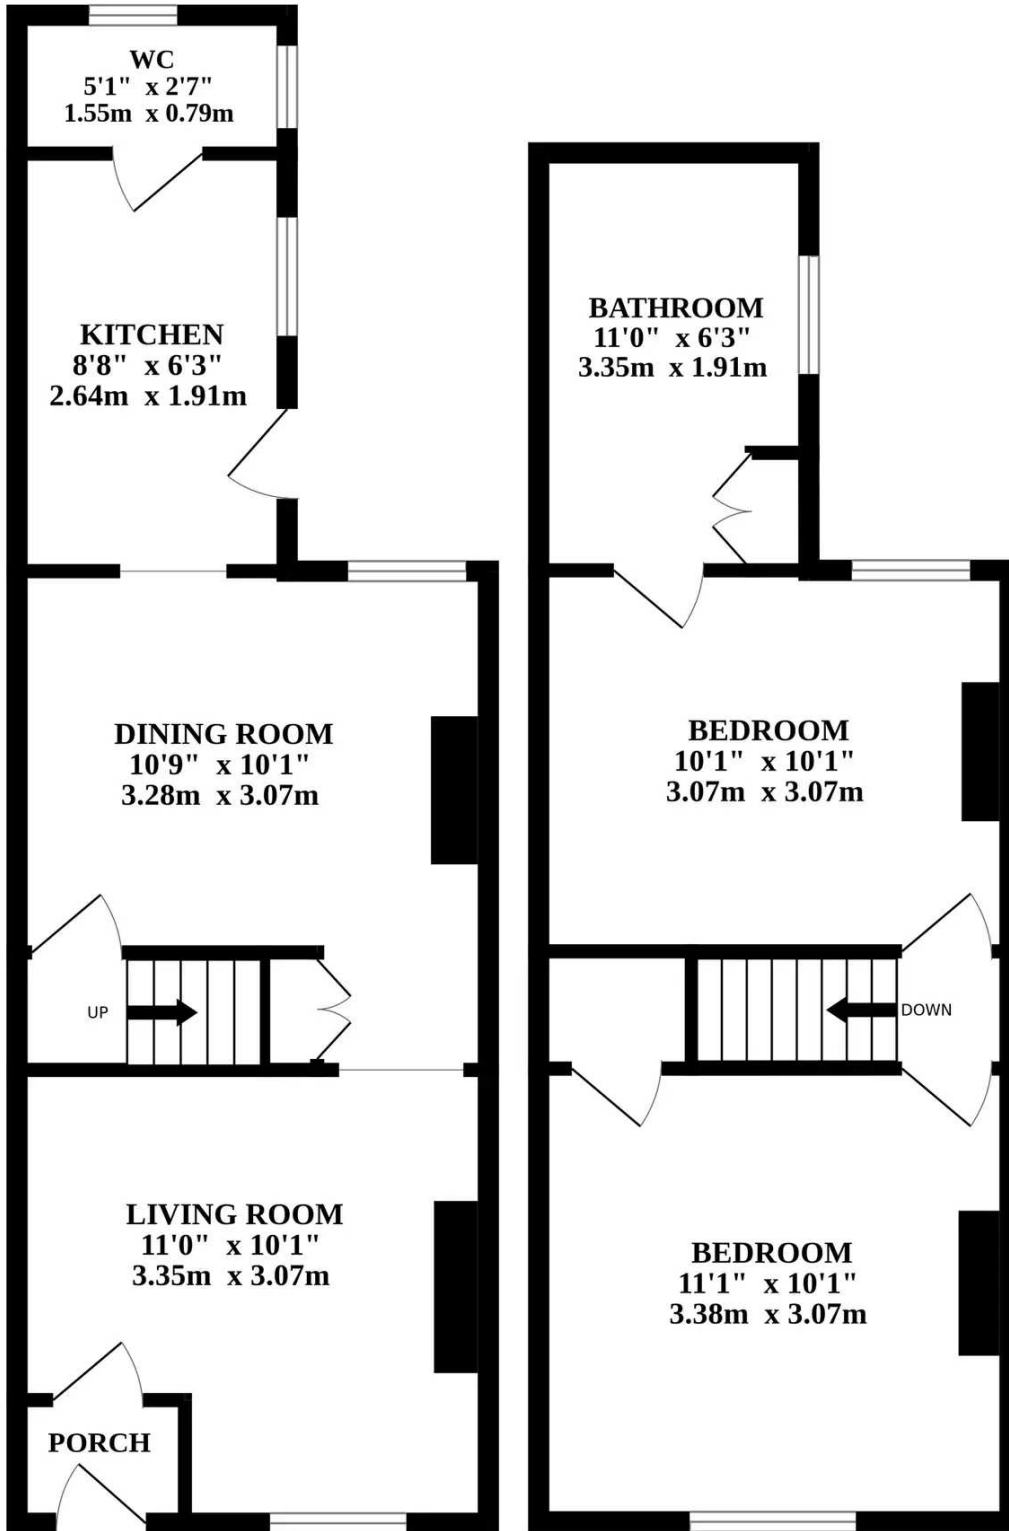 WC
5'1" x 2'7"
1.55m x 0.79m
KITCHEN
8'8" x 6'3"
2.64m x 1.91m
DINING ROOM
10'9" x 10'1"
3.28m x 3.07m
UP
LIVING ROOM
11'0" x 10'1"
3.35m x 3.07m
PORCH
BATHROOM
11'0" x 6'3"
3.35m x 1.91m
BEDROOM
10'1" x 10'1"
3.07m x 3.07m
DOWN
BEDROOM
11'1" x 10'1"
3.38m x 3.07m